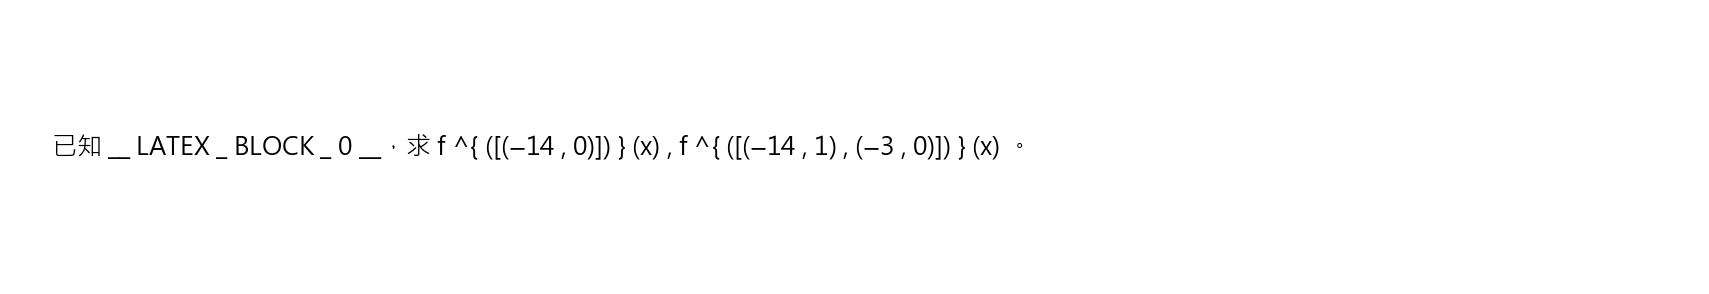 已知 __ LATEX _ BLOCK _ 0 __，求 f ^{ ([(−14 , 0)]) } (x) , f ^{ ([(−14 , 1) , (−3 , 0)]) } (x) 。